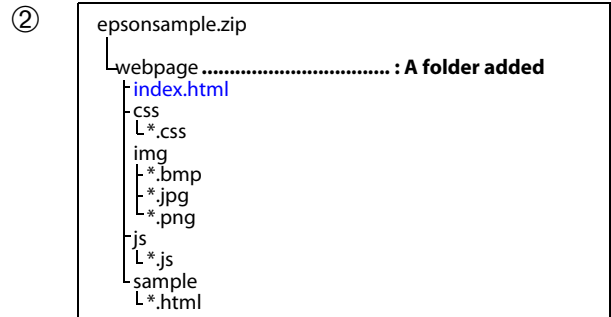 ②
epsonsample.zip
webpage ................................. : A folder added
index.html
css
*.css
img
*.bmp
*.jpg
*.png
js
*.js
sample
*.html